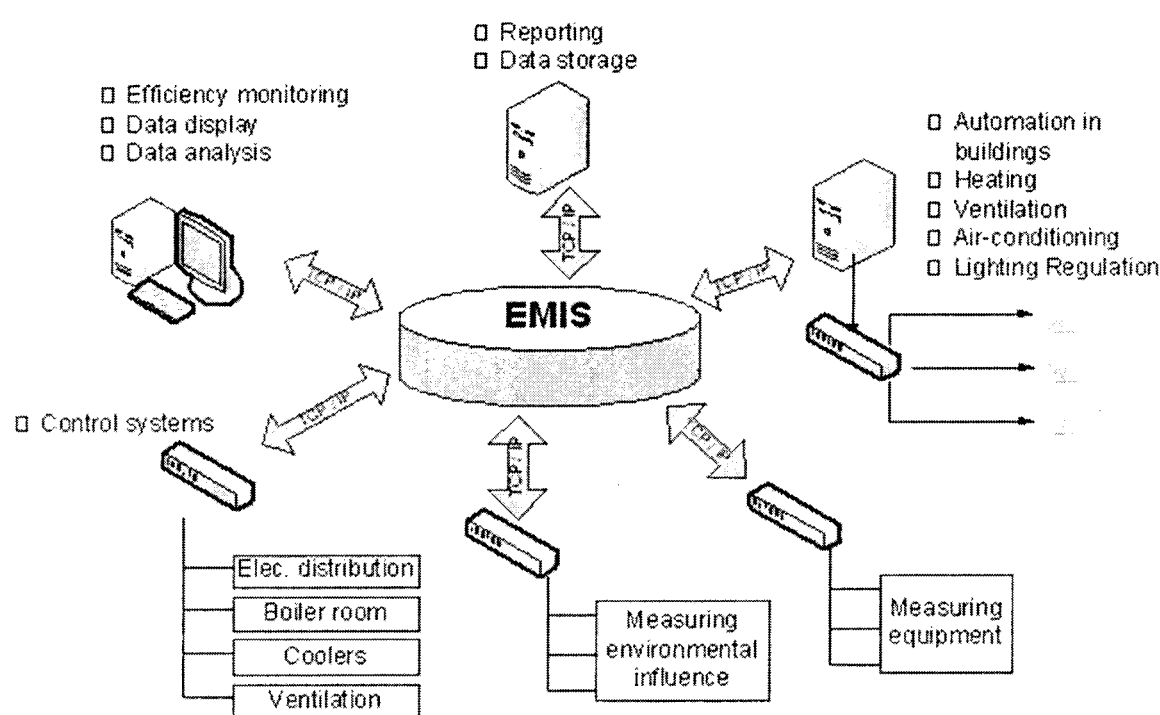 Reporting
Data storage
Efficiency monitoring
Data display
Data analysis
Automation in
buildings
Heating
Ventilation
Air-conditioning
Lighting Regulation
TCP / IP
TCP / IP
TCP / IP
EMIS
TCP / IP
TCP / IP
TCP / IP
Control systems
Elec. distribution
Boiler room
Coolers
Ventilation
Measuring
environmental
influence
Measuring
equipment